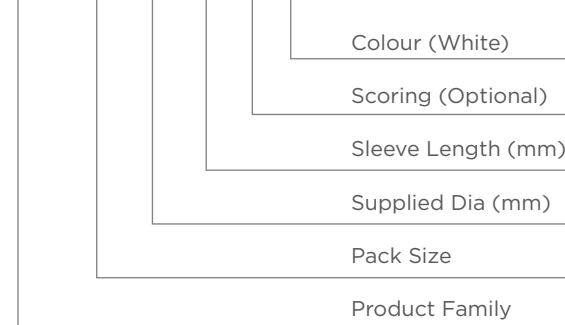 Colour (White)
Scoring (Optional)
Sleeve Length (mm)
Supplied Dia (mm)
Pack Size
Product Family